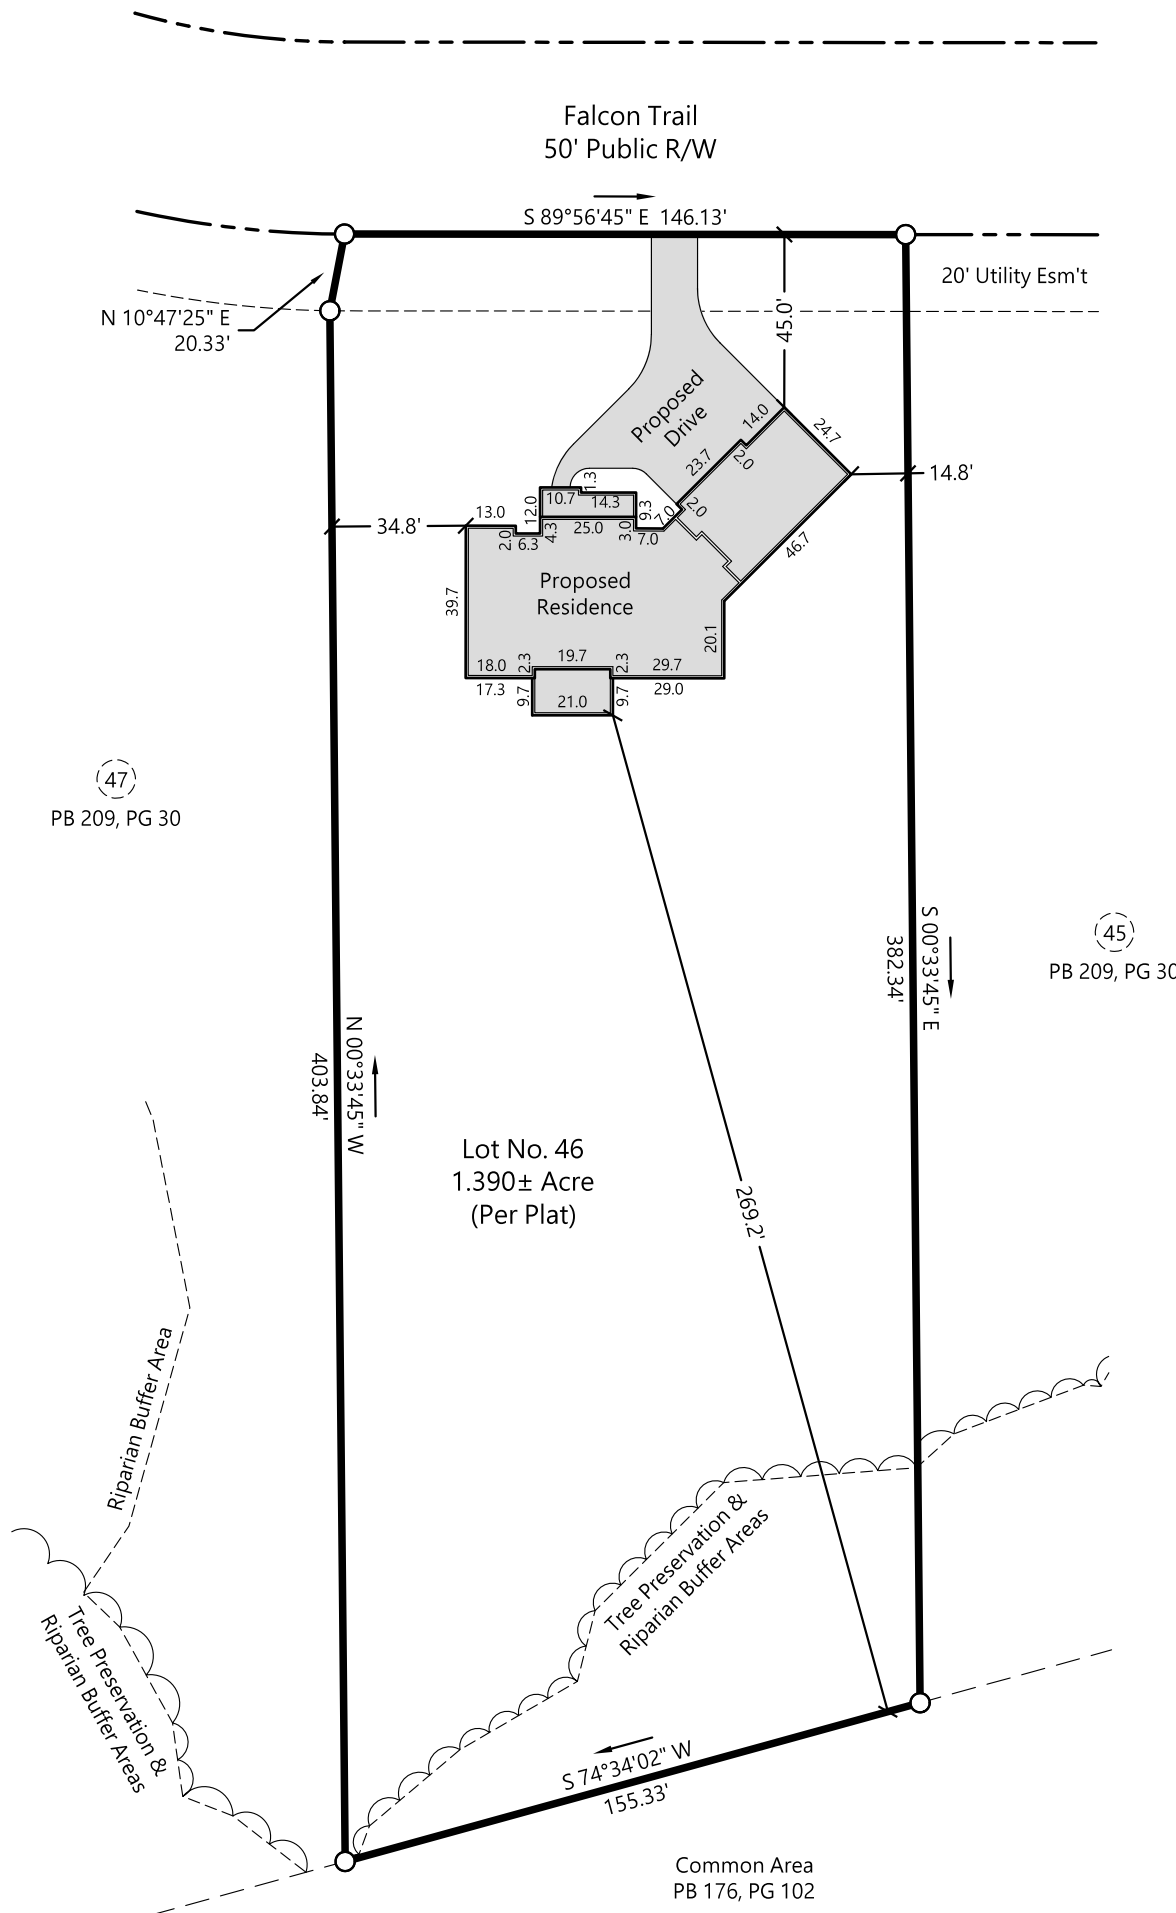 Falcon Trail
50' Public R/W
S 89°56'45" E 146.13'
20' Utility Esm't
N 10°47'25" E
20.33'
45.0'
Proposed
Drive
14.0
24.7
2.0
23.7
14.8'
1.3
10.7
14.3
12.0
9.3
7.0
2.0
13.0
34.8'
2.0
6.3
4.3
25.0
3.0
7.0
46.7
Proposed
Residence
39.7
20.1
18.0
2.3
19.7
2.3
29.7
17.3
9.7
21.0
9.7
29.0
47
PB 209, PG 30
45
PB 209, PG 30
S 00°33'45" E
382.34'
N 00°33'45" W
403.84'
Lot No. 46
1.390± Acre
(Per Plat)
269.2'
Riparian Buffer Area
Tree Preservation &
Riparian Buffer Areas
Tree Preservation &
Riparian Buffer Areas
S 74°34'02" W
155.33'
Common Area
PB 176, PG 102